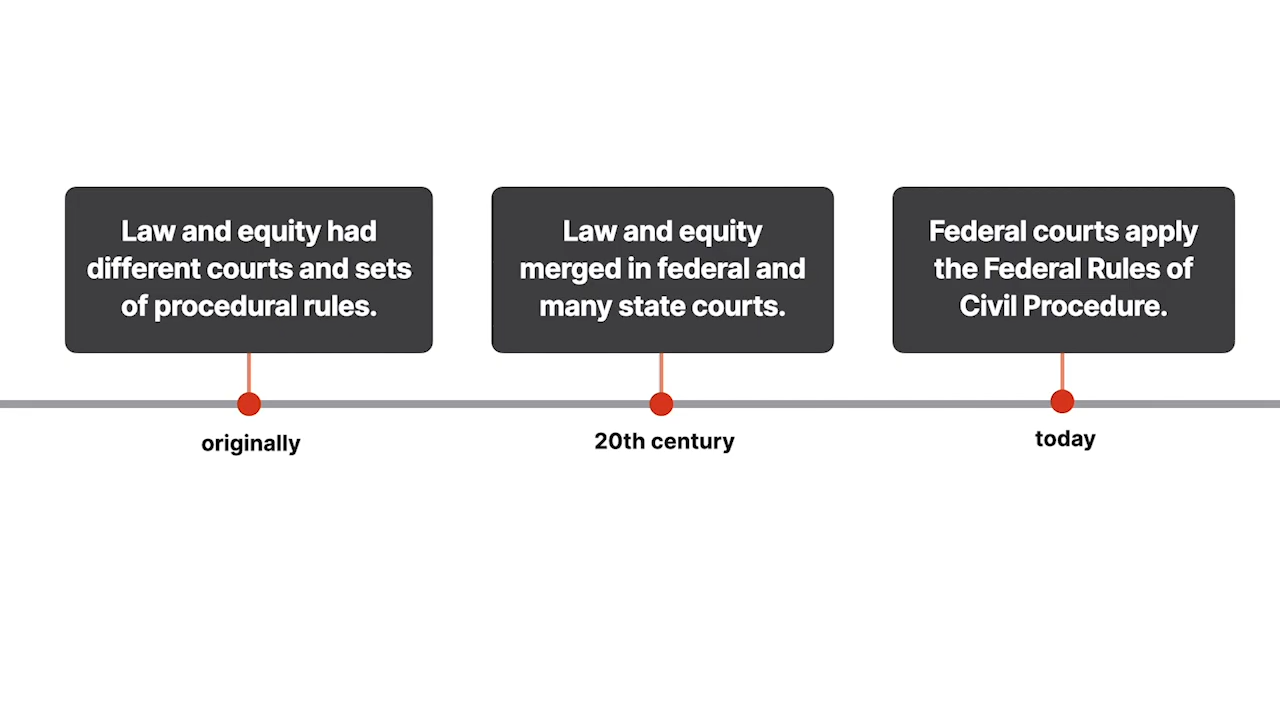 Law and equity had
different courts and sets
of procedural rules.
originally
Law and equity
merged in federal and
many state courts.
20th century
Federal courts apply
the Federal Rules of
Civil Procedure.
today